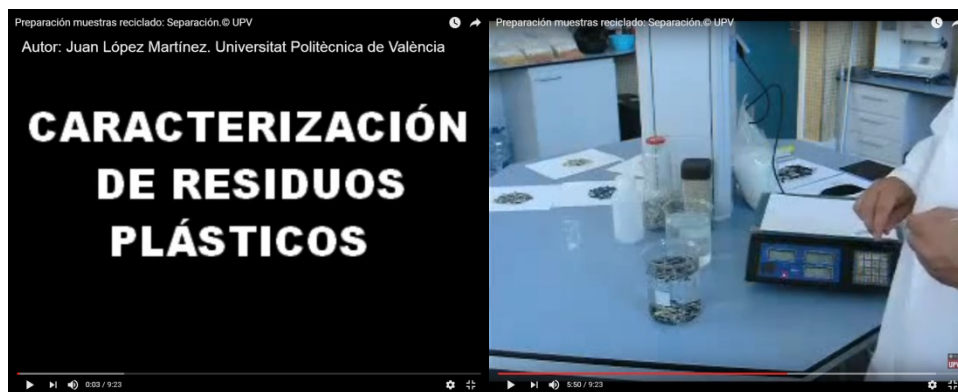 Preparación muestras reciclado: Separación.© UPV
Autor: Juan López Martínez. Universitat Politècnica de València
CARACTERIZACIÓN
DE RESIDUOS
PLÁSTICOS
0:03 / 9:23
Preparación muestras reciclado: Separación.© UPV
UPV
5:50 / 9:23